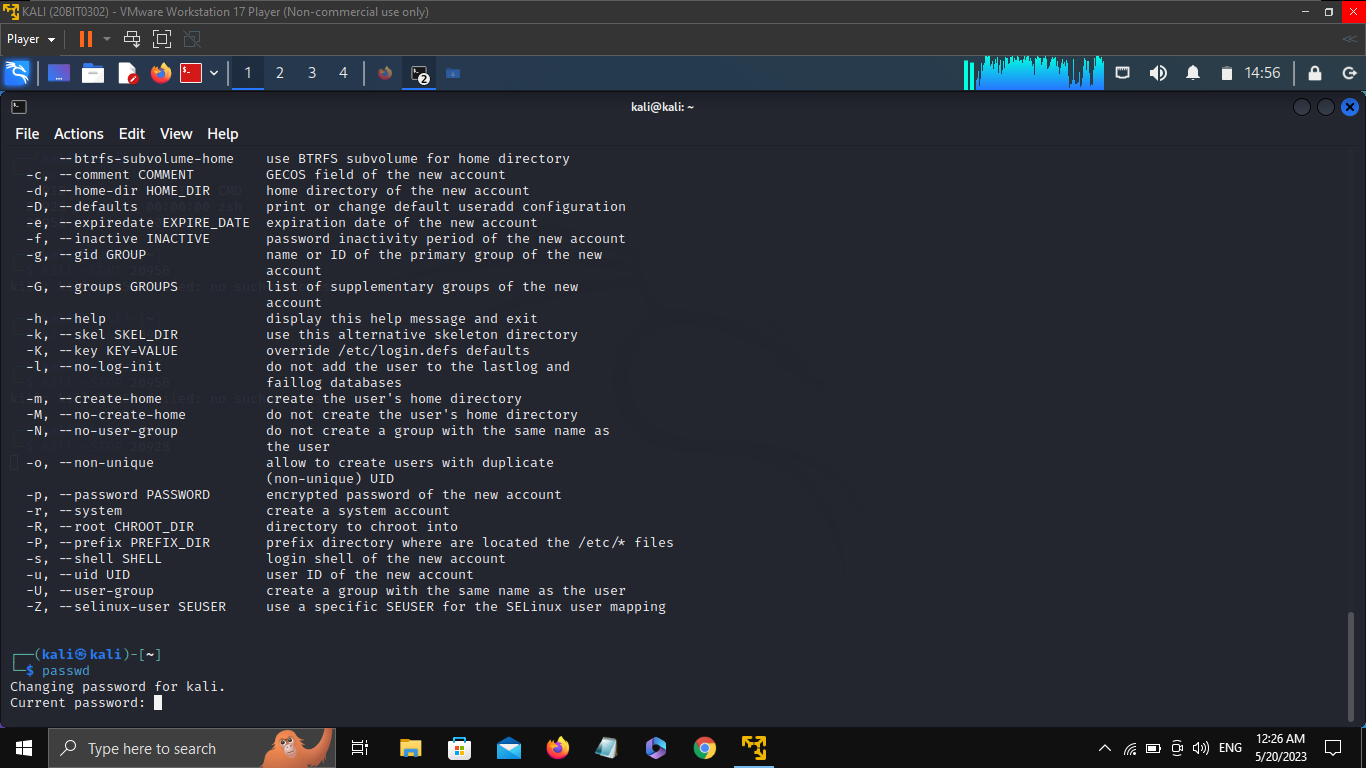 KALI (20BIT0302) - VMware Workstation 17 Player (Non-commercial use only)
Player
1 2 3 4 2 14:56
kali@kali: ~
File Actions Edit View Help
--btrfs-subvolume-home use BTRFS subvolume for home directory
-c, --comment COMMENT GECOS field of the new account
-d, --home-dir HOME_DIR home directory of the new account
-D, --defaults print or change default useradd configuration
-e, --expiredate EXPIRE_DATE expiration date of the new account
-f, --inactive INACTIVE password inactivity period of the new account
-g, --gid GROUP name or ID of the primary group of the new
account
-G, --groups GROUPS list of supplementary groups of the new
account
-h, --help display this help message and exit
-k, --skel SKEL_DIR use this alternative skeleton directory
-K, --key KEY=VALUE override /etc/login.defs defaults
-l, --no-log-init do not add the user to the lastlog and
faillog databases
-m, --create-home create the user's home directory
-M, --no-create-home do not create the user's home directory
-N, --no-user-group do not create a group with the same name as
the user
-o, --non-unique allow to create users with duplicate
(non-unique) UID
-p, --password PASSWORD encrypted password of the new account
-r, --system create a system account
-R, --root CHROOT_DIR directory to chroot into
-P, --prefix PREFIX_DIR prefix directory where are located the /etc/* files
-s, --shell SHELL login shell of the new account
-u, --uid UID user ID of the new account
-U, --user-group create a group with the same name as the user
-Z, --selinux-user SEUSER use a specific SEUSER for the SELinux user mapping
┌──(kali㉿kali)-[~]
└─$ passwd
Changing password for kali.
Current password:
Type here to search
ENG
12:26 AM
5/20/2023